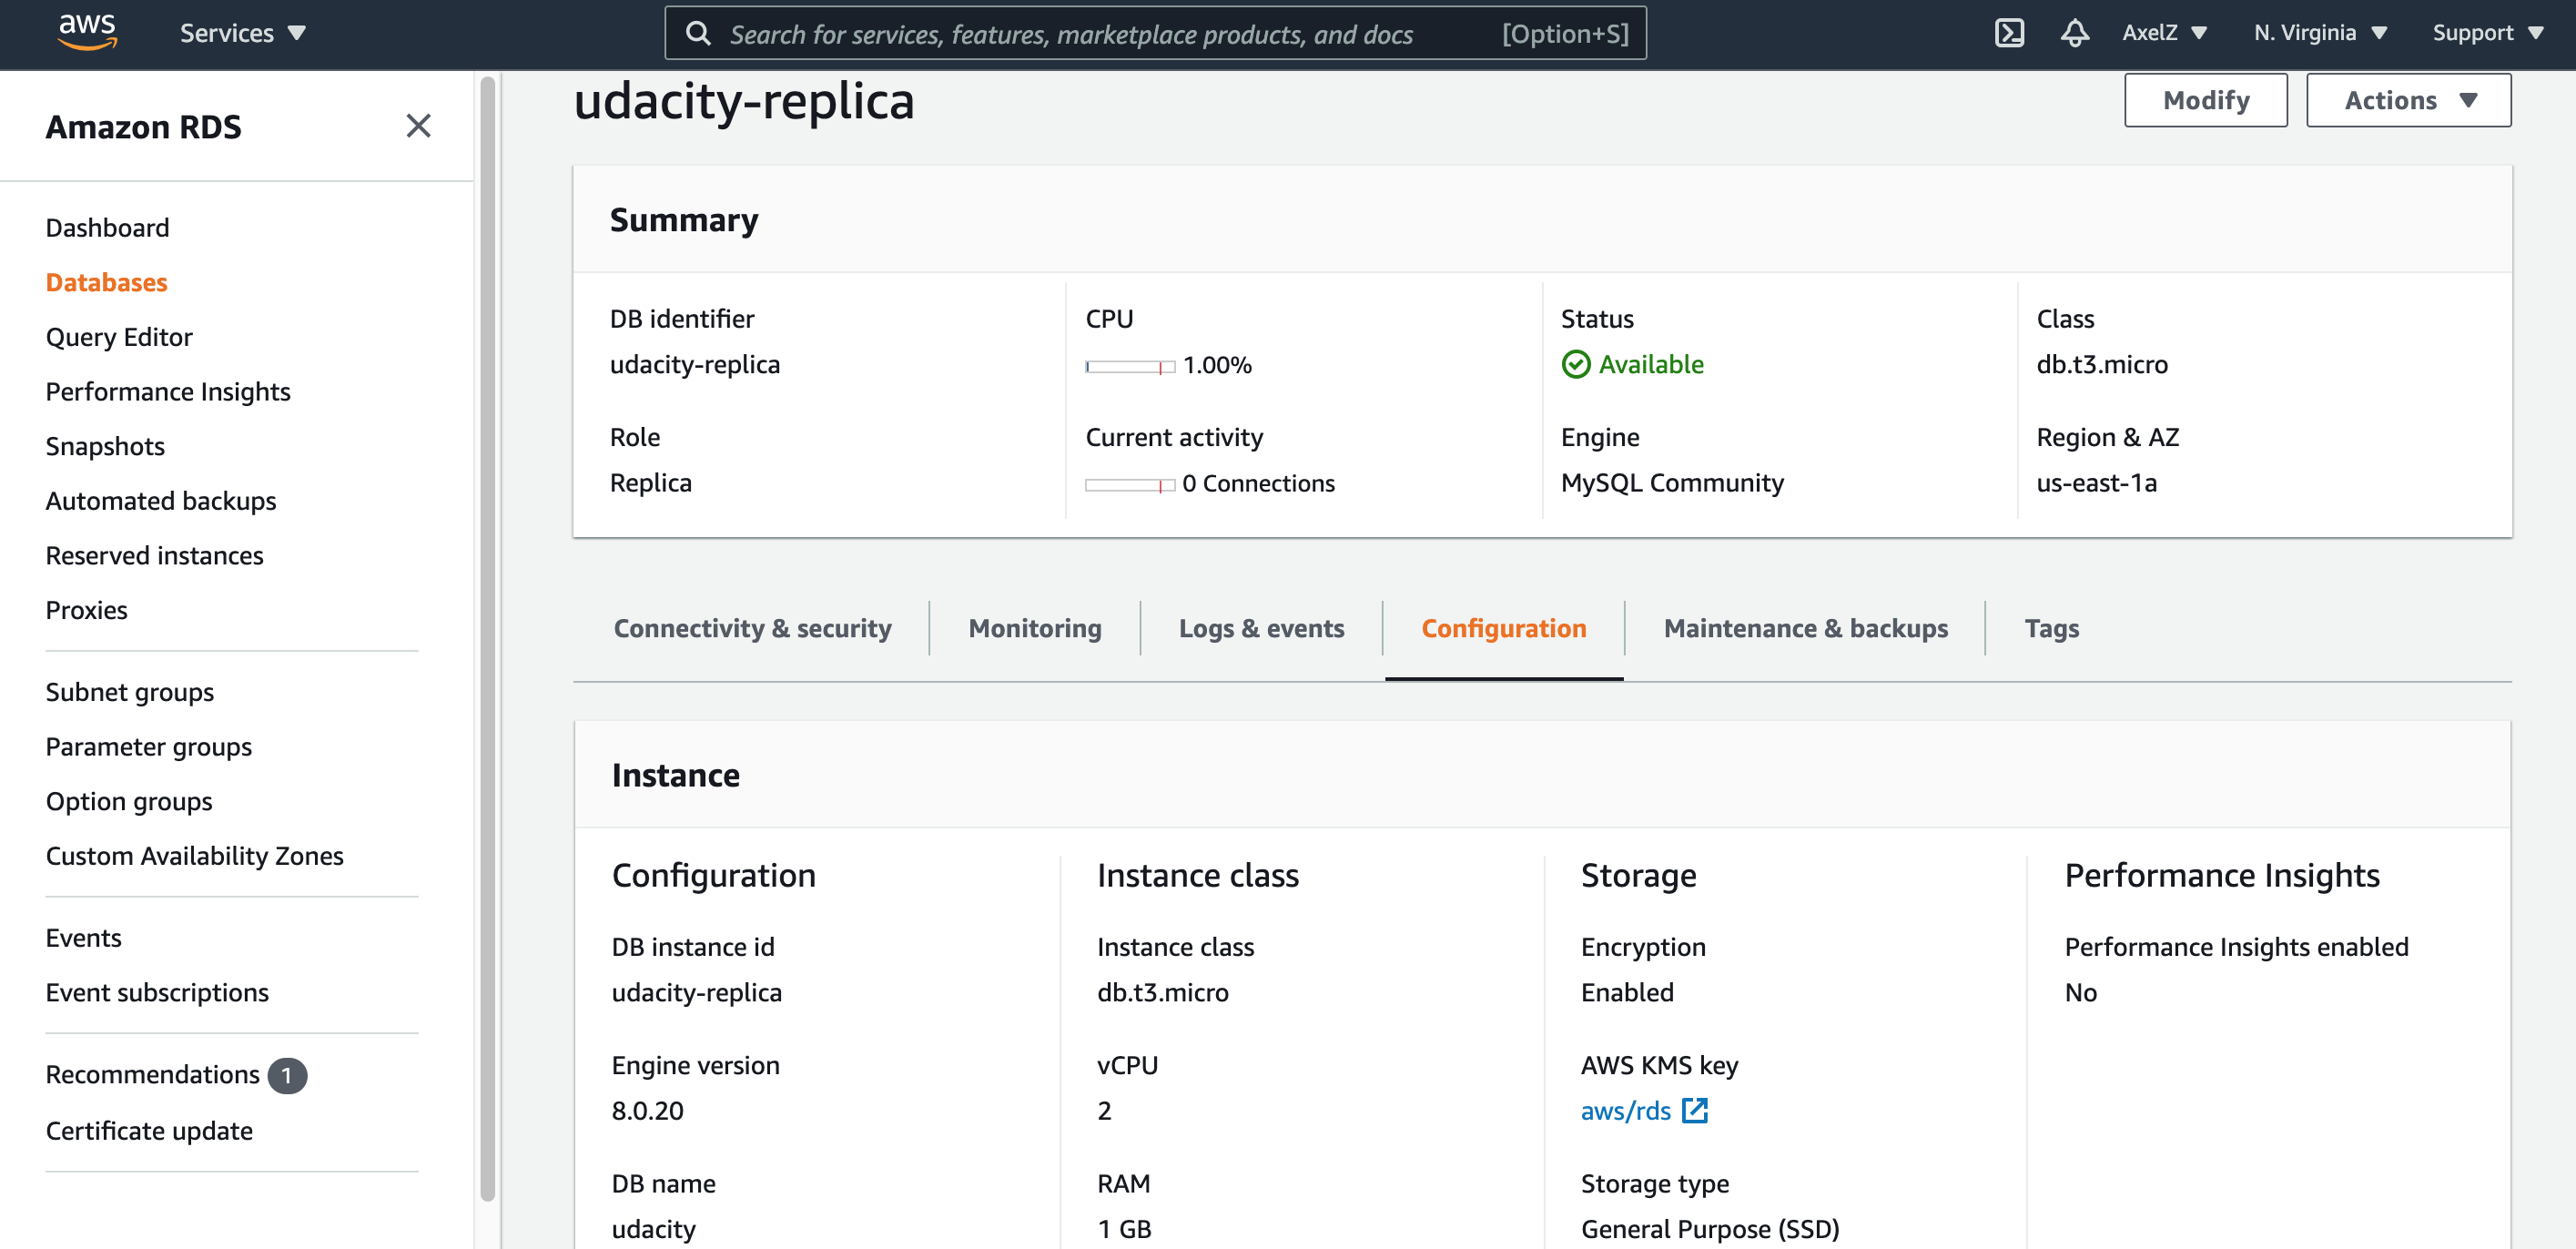 aws
Services
Search for services, features, marketplace products, and docs [Option+S]
AxelZ
N. Virginia
Support
Amazon RDS
Dashboard
Databases
Query Editor
Performance Insights
Snapshots
Automated backups
Reserved instances
Proxies
Subnet groups
Parameter groups
Option groups
Custom Availability Zones
Events
Event subscriptions
Recommendations 1
Certificate update
udacity-replica
Modify
Actions
Summary
DB identifier
udacity-replica
Role
Replica
CPU
1.00%
Current activity
0 Connections
Status
Available
Engine
MySQL Community
Class
db.t3.micro
Region & AZ
us-east-1a
Connectivity & security
Monitoring
Logs & events
Configuration
Maintenance & backups
Tags
Instance
Configuration
DB instance id
udacity-replica
Engine version
8.0.20
DB name
udacity
Instance class
Instance class
db.t3.micro
vCPU
2
RAM
1 GB
Storage
Encryption
Enabled
AWS KMS key
aws/rds
Storage type
General Purpose (SSD)
Performance Insights
Performance Insights enabled
No